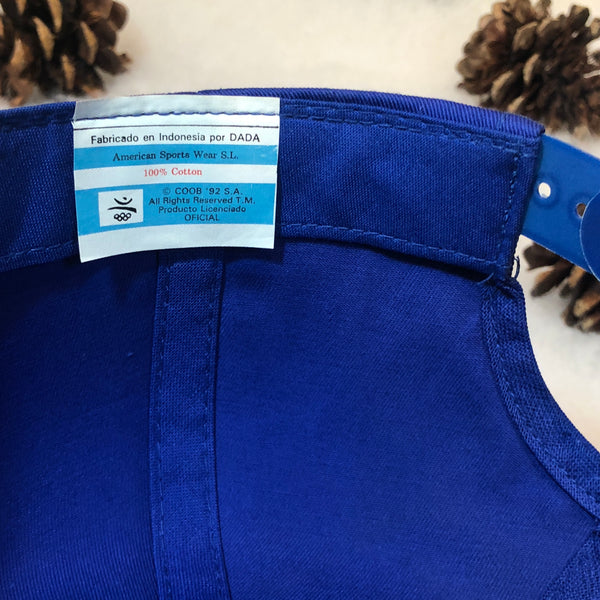 Fabricado en Indonesia por DADA
American Sports Wear S.L.
100% Cotton
© COOB '92 S.A.
All Rights Reserved T.M.
Producto Licenciado
OFICIAL